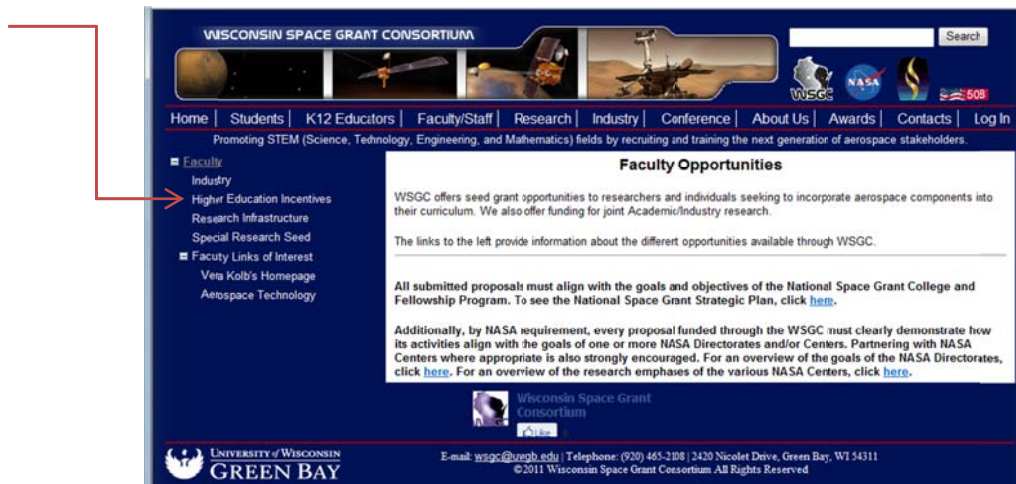 WISCONSIN SPACE GRANT CONSORTIUM
Search
WSGC
NASA
508
Home | Students | K12 Educators | Faculty/Staff | Research | Industry | Conference | About Us | Awards | Contacts | Log In
Promoting STEM (Science, Technology, Engineering, and Mathematics) fields by recruiting and training the next generation of aerospace stakeholders.
Faculty
Industry
Higher Education Incentives
Research Infrastructure
Special Research Seed
Facuty Links of Interest
Vera Kolb's Homepage
Aerospace Technology
Faculty Opportunities
WSGC offers seed grant opportunities to researchers and individuals seeking to incorporate aerospace components into
their curriculum. We also offer funding for joint Academic/Industry research.
The links to the left provide information about the different opportunities available through WSGC.
All submitted proposals must align with the goals and objectives of the National Space Grant College and
Fellowship Program. To see the National Space Grant Strategic Plan, click here.
Additionally, by NASA requirement, every proposal funded through the WSGC must clearly demonstrate how
its activities align with the goals of one or more NASA Directorates and/or Centers. Partnering with NASA
Centers where appropriate is also strongly encouraged. For an overview of the goals of the NASA Directorates,
click here. For an overview of the research emphases of the various NASA Centers, click here.
WSGC
Wisconsin Space Grant
Consortium
Like
UNIVERSITY of WISCONSIN
GREEN BAY
E-mail: wsgc@uwgb.edu | Telephone: (920) 465-2108 | 2420 Nicolet Drive, Green Bay, WI 54311
©2011 Wisconsin Space Grant Consortium All Rights Reserved